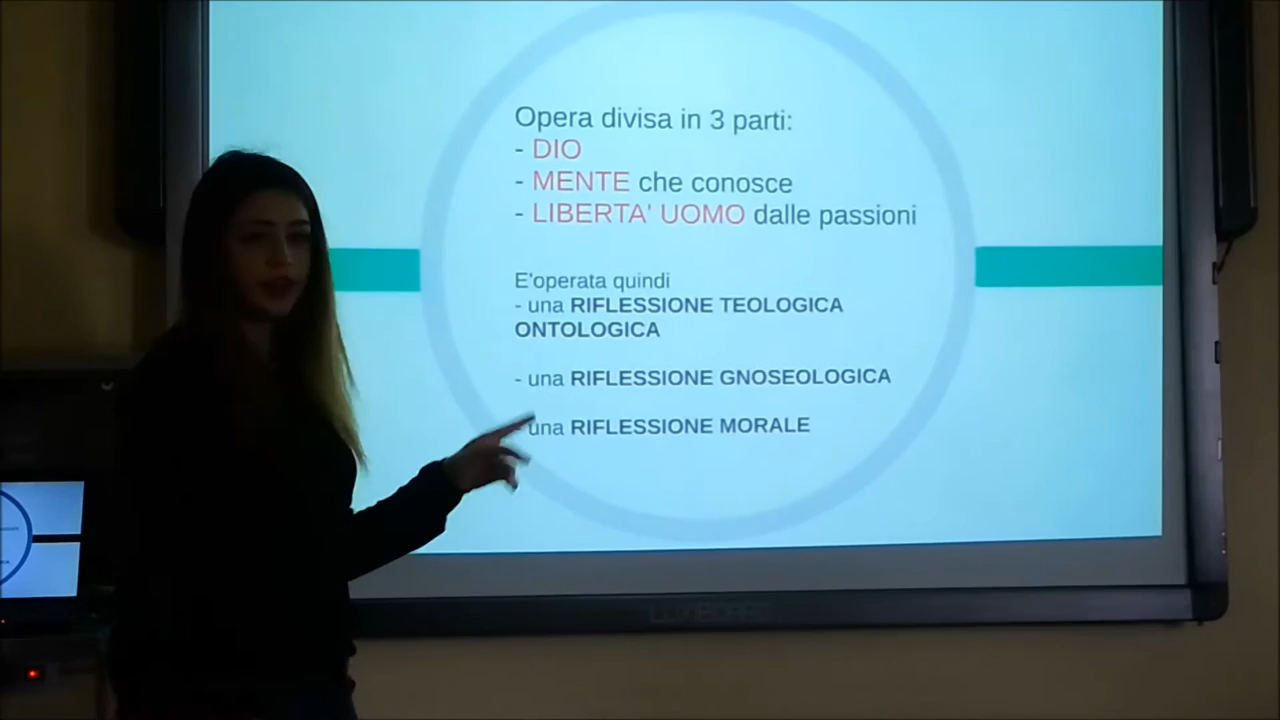 Opera divisa in 3 parti:
- DIO
- MENTE che conosce
- LIBERTA' UOMO dalle passioni
E'operata quindi
- una RIFLESSIONE TEOLOGICA
ONTOLOGICA
- una RIFLESSIONE GNOSEOLOGICA
- una RIFLESSIONE MORALE